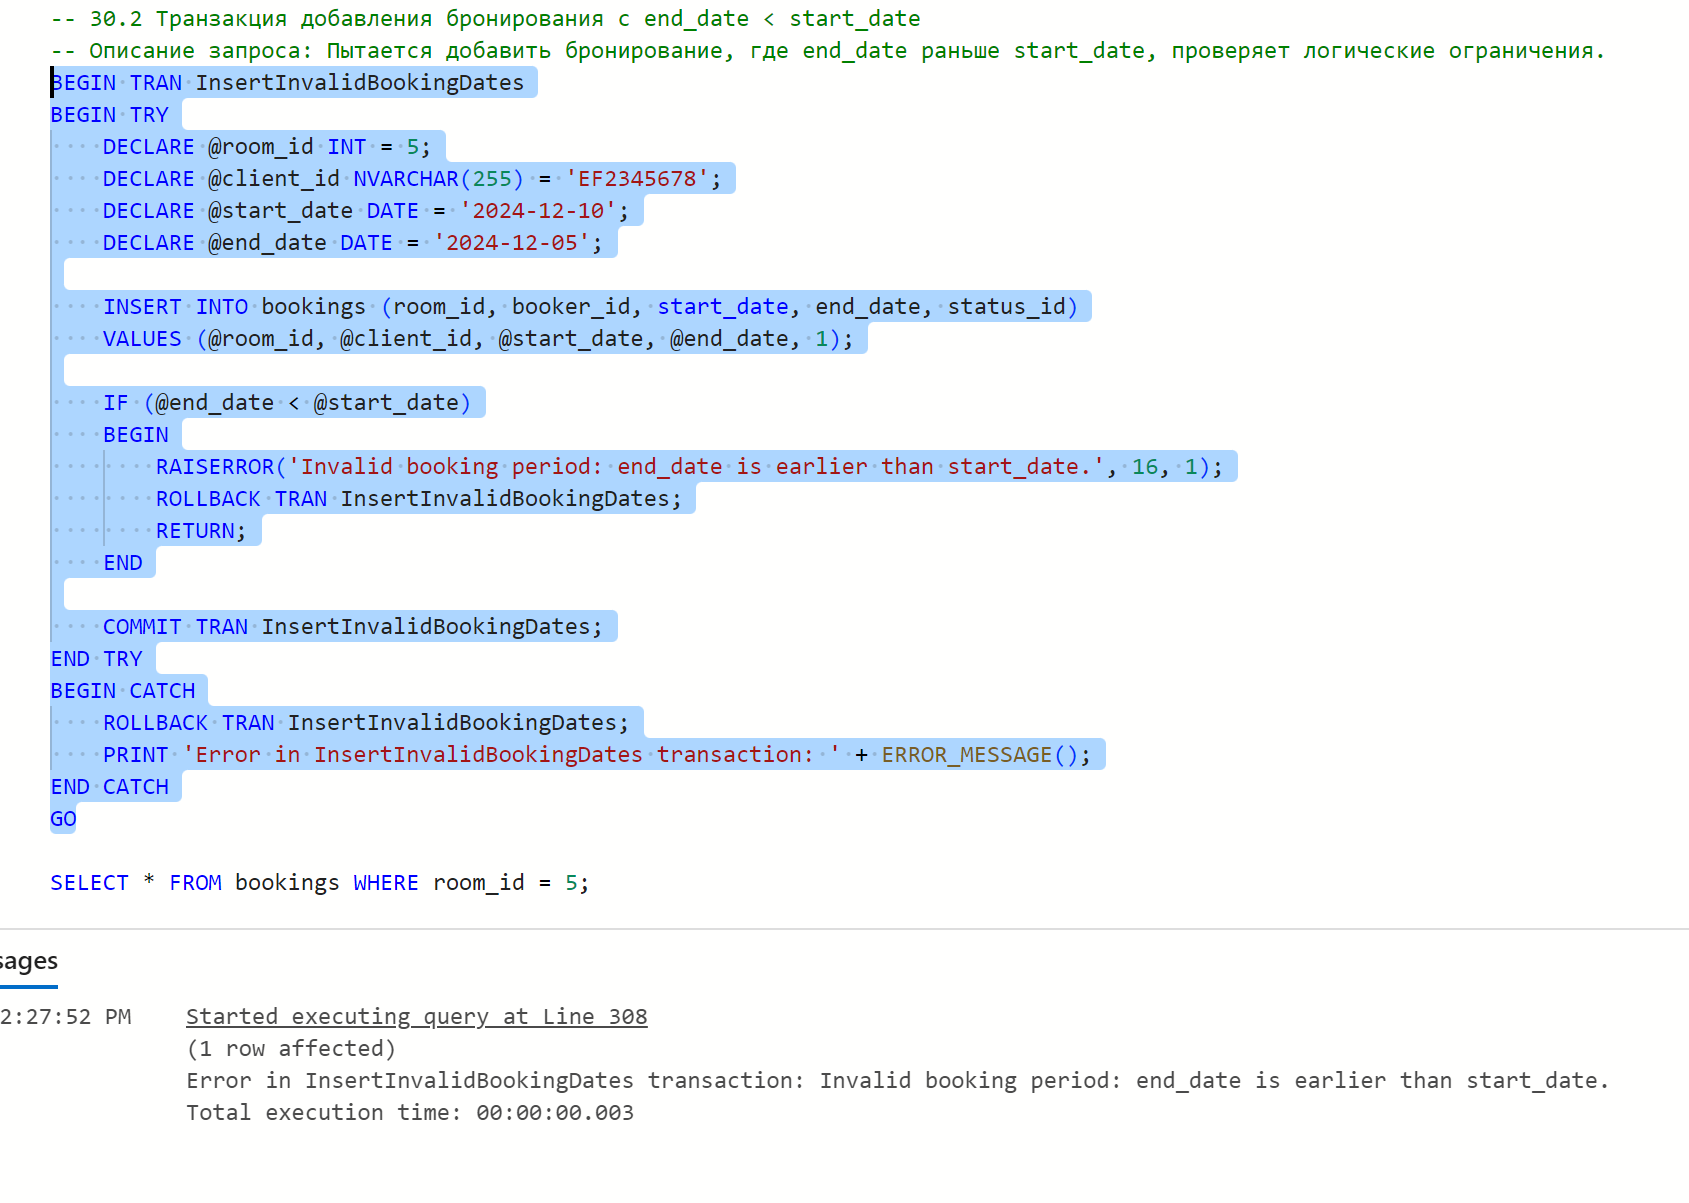 -- 30.2 Транзакция добавления бронирования с end_date < start_date
-- Описание запроса: Пытается добавить бронирование, где end_date раньше start_date, проверяет логические ограничения.
BEGIN TRAN InsertInvalidBookingDates
BEGIN TRY
    DECLARE @room_id INT = 5;
    DECLARE @client_id NVARCHAR(255) = 'EF2345678';
    DECLARE @start_date DATE = '2024-12-10';
    DECLARE @end_date DATE = '2024-12-05';

    INSERT INTO bookings (room_id, booker_id, start_date, end_date, status_id)
    VALUES (@room_id, @client_id, @start_date, @end_date, 1);

    IF (@end_date < @start_date)
    BEGIN
        RAISERROR('Invalid booking period: end_date is earlier than start_date.', 16, 1);
        ROLLBACK TRAN InsertInvalidBookingDates;
        RETURN;
    END

    COMMIT TRAN InsertInvalidBookingDates;
END TRY
BEGIN CATCH
    ROLLBACK TRAN InsertInvalidBookingDates;
    PRINT 'Error in InsertInvalidBookingDates transaction: ' + ERROR_MESSAGE();
END CATCH
GO

SELECT * FROM bookings WHERE room_id = 5;
sages
2:27:52 PM Started executing query at Line 308
(1 row affected)
Error in InsertInvalidBookingDates transaction: Invalid booking period: end_date is earlier than start_date.
Total execution time: 00:00:00.003